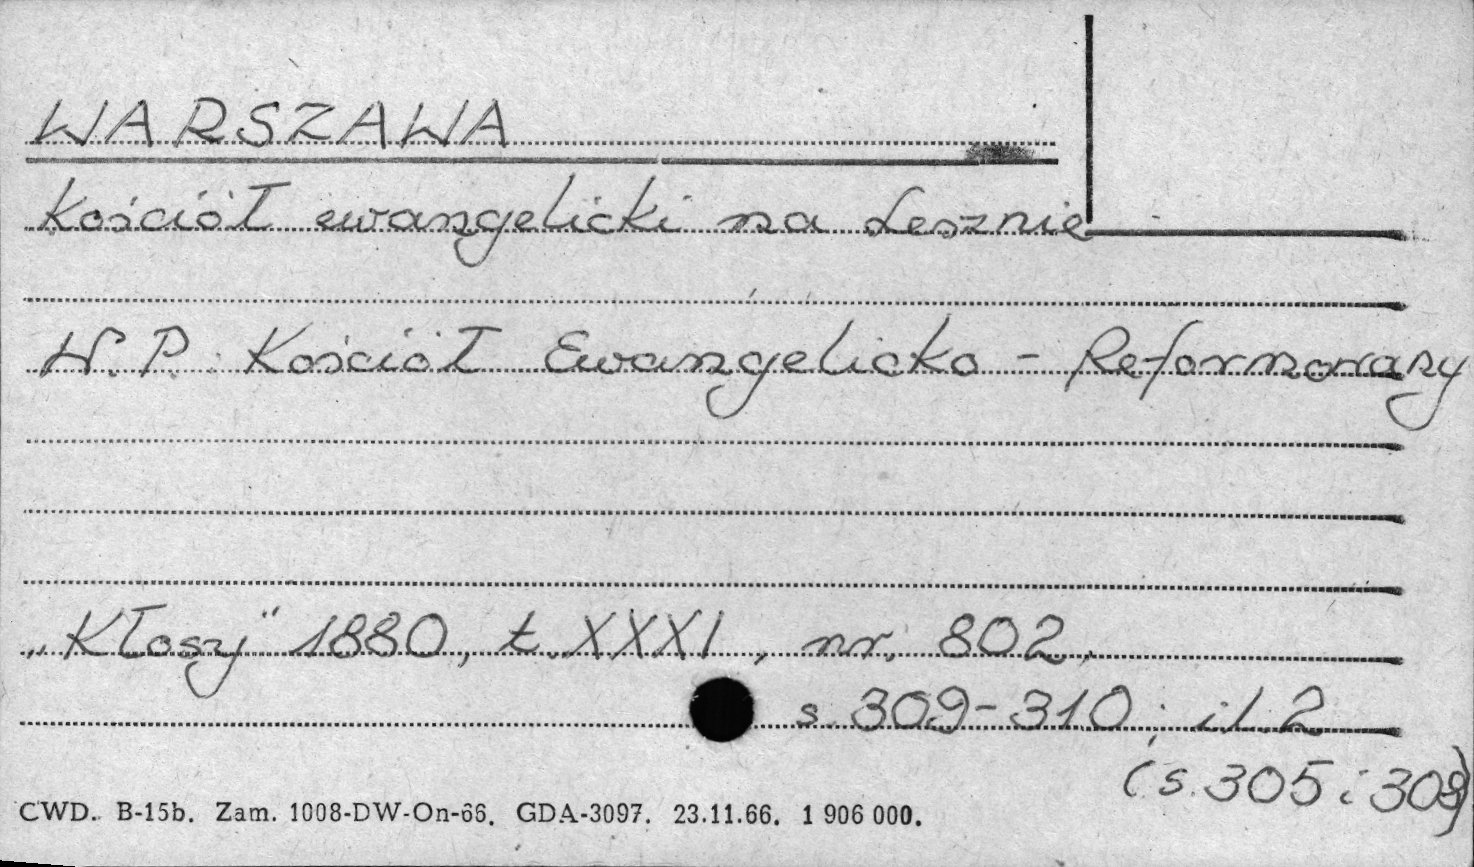 WARSZAWA
Kościół ewangelicki na Lesznie
W. P. Kościół Ewangelicko - Reformowany
„Kłosy" 1880, t. XXXI, nr. 802,
s. 309-310; il. 2
(s. 305 i 308)
CWD. B-15b. Zam. 1008-DW-On-66. GDA-3097. 23.11.66. 1 906 000.